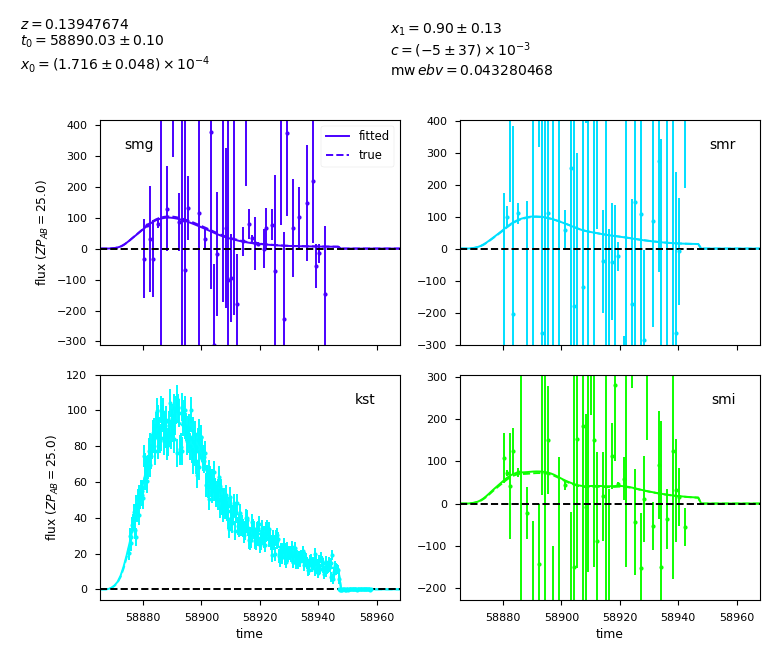 z = 0.13947674
t₀ = 58890.03 ± 0.10
x₀ = (1.716 ± 0.048) × 10⁻⁴
x₁ = 0.90 ± 0.13
c = (−5 ± 37) × 10⁻³
mw ebv = 0.043280468
400
300
200
100
0
−100
−200
−300
flux (ZP_AB = 25.0)
smg
fitted
true
400
300
200
100
0
−100
−200
−300
smr
120
100
80
60
40
20
0
flux (ZP_AB = 25.0)
kst
58880 58900 58920 58940 58960
time
300
200
100
0
−100
−200
smi
58880 58900 58920 58940 58960
time